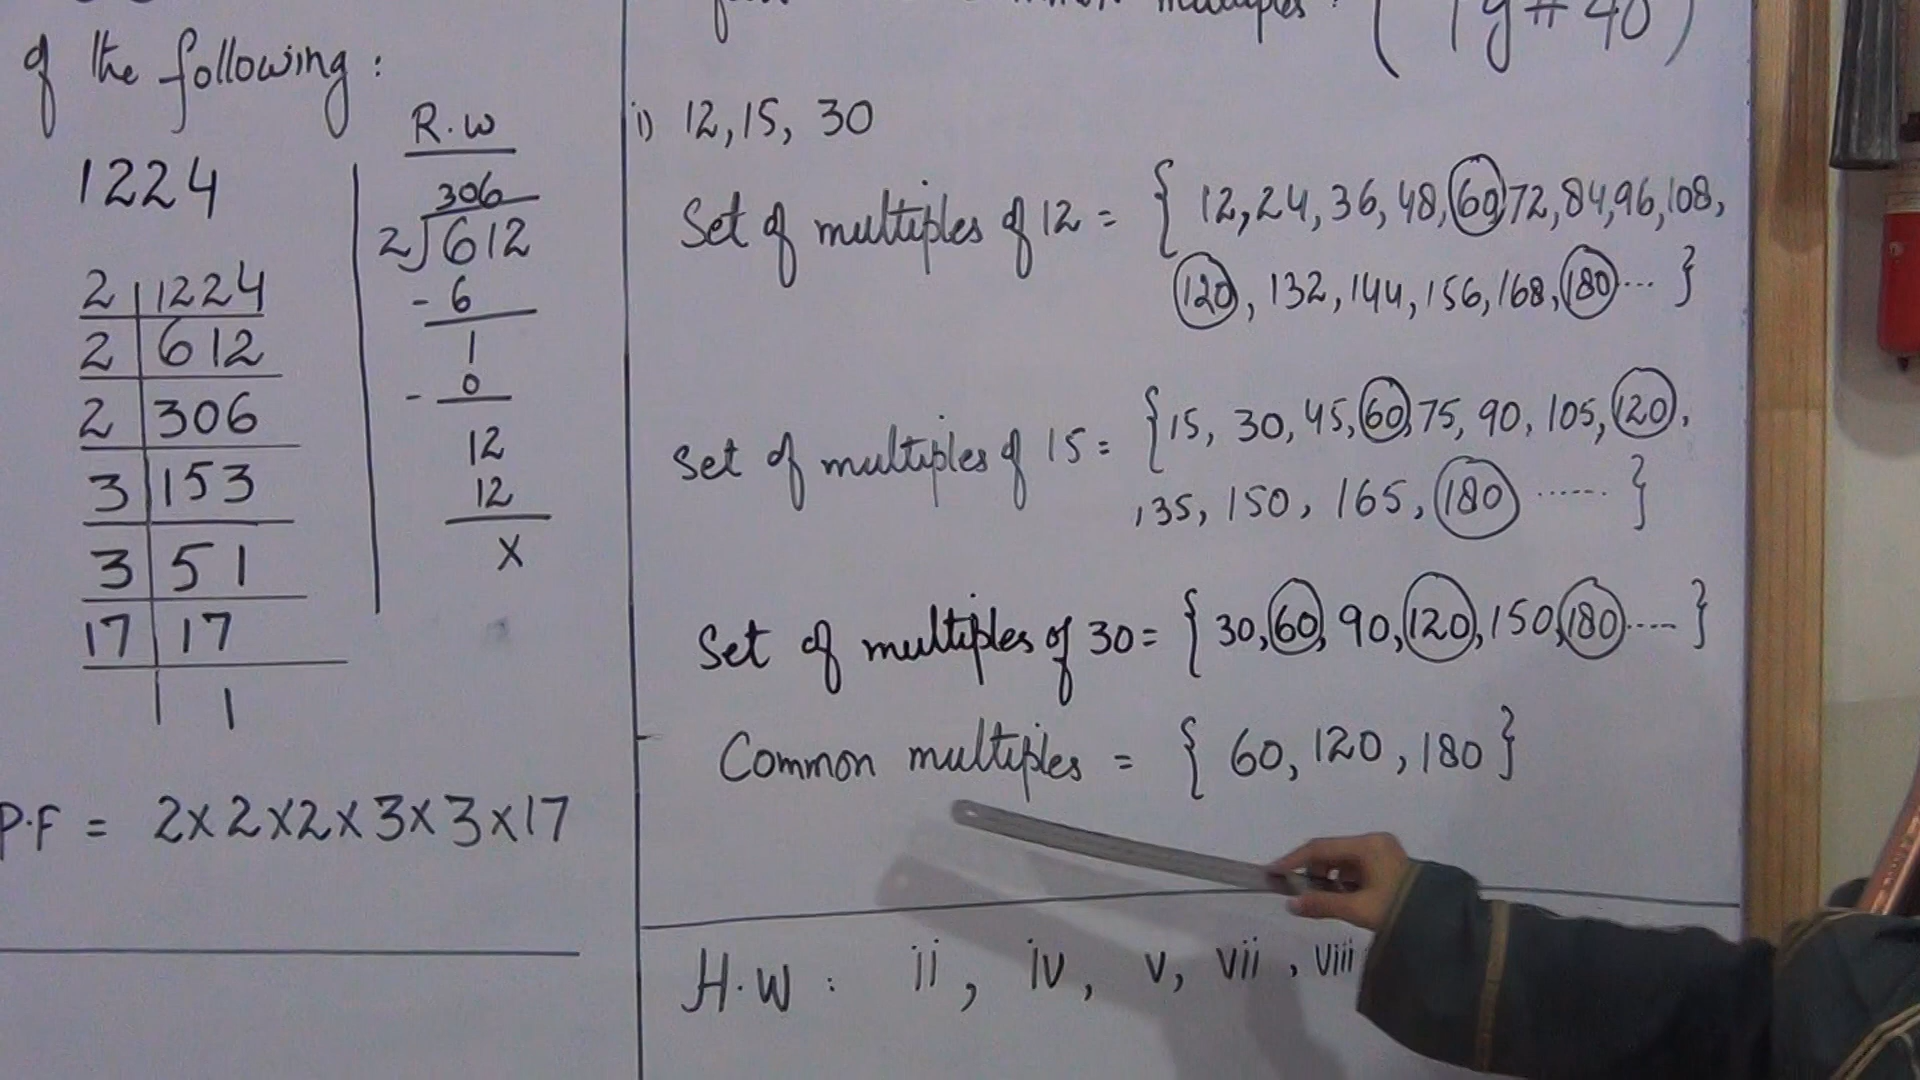 of the following:
1224
2 | 1224
2 | 612
2 | 306
3 | 153
3 | 51
17 | 17
| 1
P.F = 2x2x2x3x3x17
R.W
306
2)612
- 6
1
- 0
12
12
x
multiples. (Pg # 40)
i) 12, 15, 30
Set of multiples of 12 = { 12, 24, 36, 48, 60, 72, 84, 96, 108,
120, 132, 144, 156, 168, 180 ... }
Set of multiples of 15 = {15, 30, 45, 60, 75, 90, 105, 120,
135, 150, 165, 180 ...... }
Set of multiples of 30 = { 30, 60, 90, 120, 150, 180 .... }
Common multiples = { 60, 120, 180 }
H.W : ii, iv, v, vii, viii